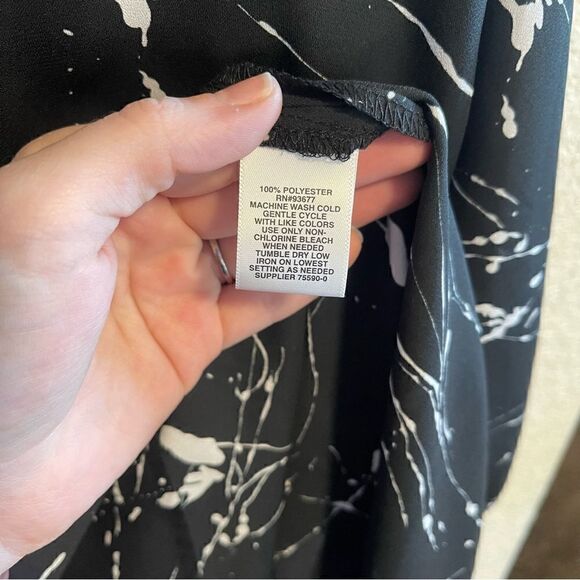 100% POLYESTER
RN#93677
MACHINE WASH COLD
GENTLE CYCLE
WITH LIKE COLORS
USE ONLY NON-
CHLORINE BLEACH
WHEN NEEDED
TUMBLE DRY LOW
IRON ON LOWEST
SETTING AS NEEDED
SUPPLIER 75590-0